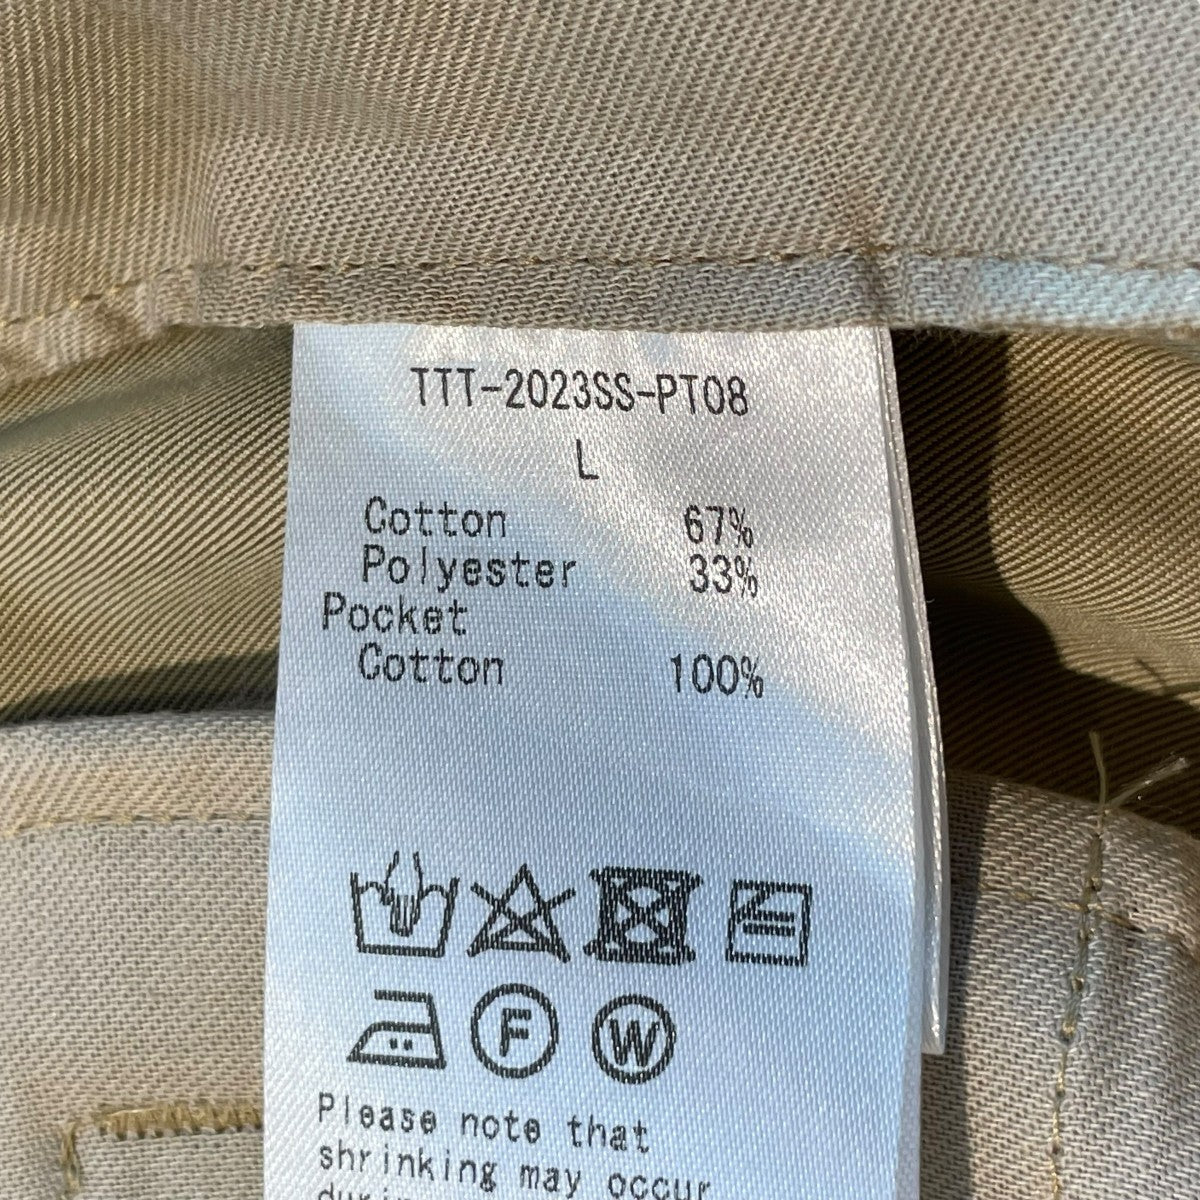 TTT-2023SS-PT08
L
Cotton 67%
Polyester 33%
Pocket
Cotton 100%
F W
Please note that
shrinking may occur